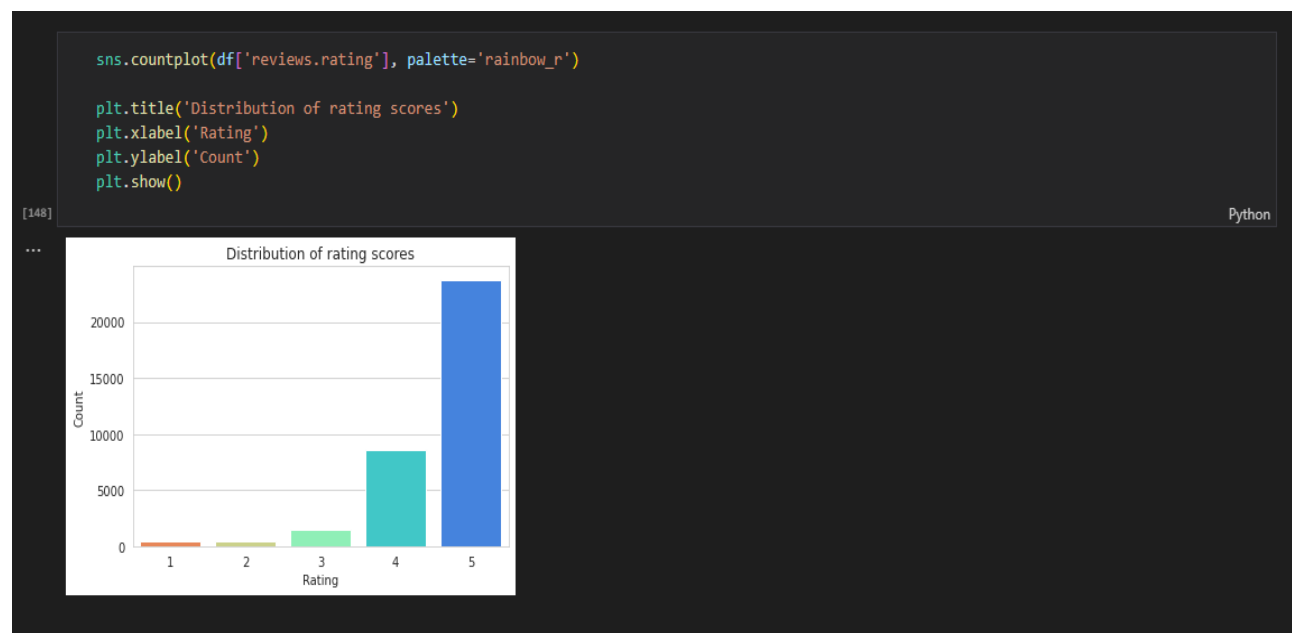 sns.countplot(df['reviews.rating'], palette='rainbow_r')
plt.title('Distribution of rating scores')
plt.xlabel('Rating')
plt.ylabel('Count')
plt.show()
[148]
Python
...
Distribution of rating scores
20000
15000
10000
5000
0
Count
1 2 3 4 5
Rating